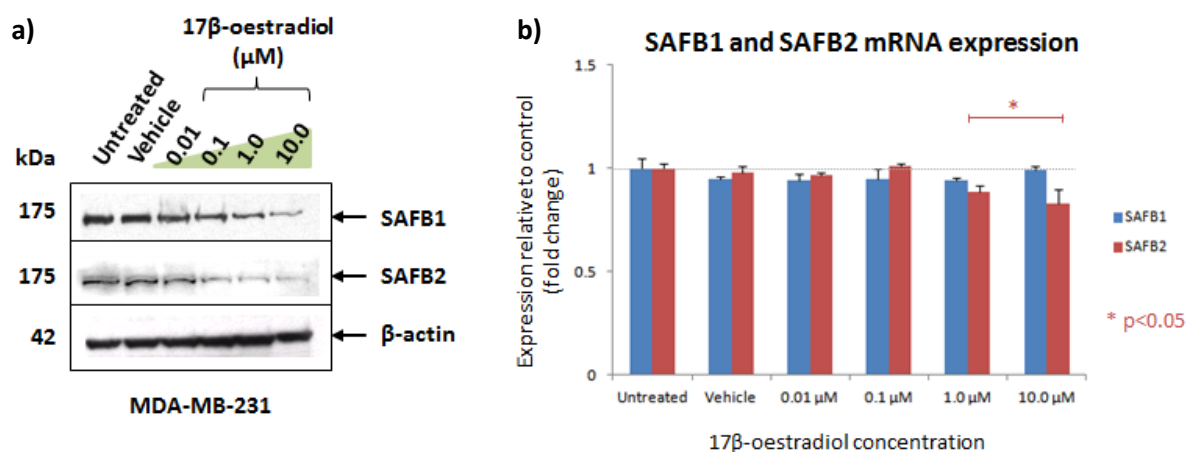 a)
17β-oestradiol
(µM)
Untreated
Vehicle
0.01
0.1
1.0
10.0
kDa
175
SAFB1
175
SAFB2
42
β-actin
MDA-MB-231
b)
SAFB1 and SAFB2 mRNA expression
Expression relative to control
(fold change)
1.5
1
0.5
0
*
Untreated
Vehicle
0.01 µM
0.1 µM
1.0 µM
10.0 µM
17β-oestradiol concentration
SAFB1
SAFB2
* p<0.05